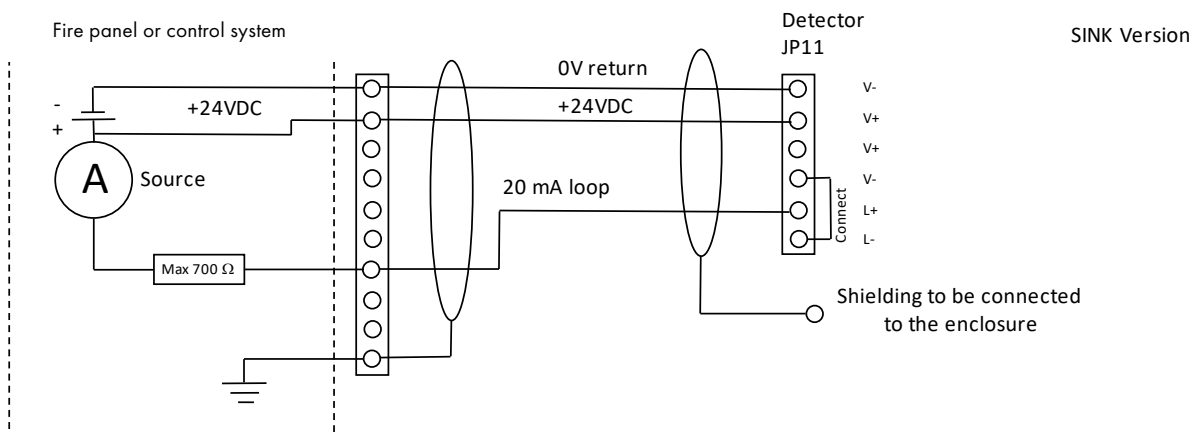 Fire panel or control system
Detector
JP11
SINK Version
0V return
+24VDC
+24VDC
-
+
A
Source
20 mA loop
Max 700 Ω
V-
V+
V+
V-
L+
L-
Connect
Shielding to be connected
to the enclosure